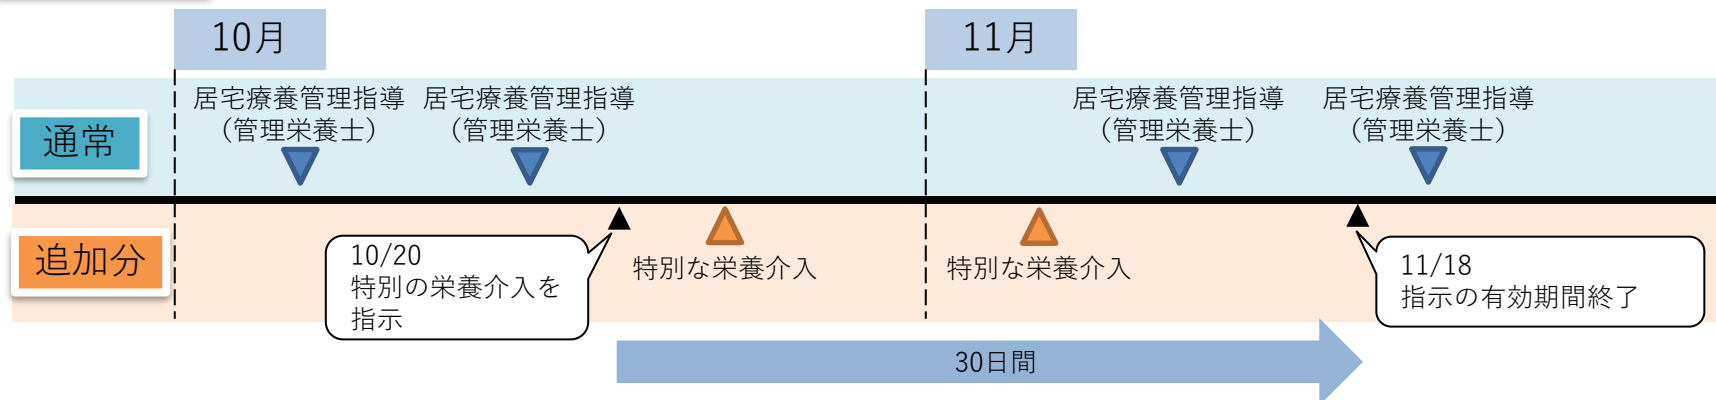 10月
11月
通常
居宅療養管理指導
（管理栄養士）
居宅療養管理指導
（管理栄養士）
居宅療養管理指導
（管理栄養士）
居宅療養管理指導
（管理栄養士）
追加分
10/20
特別の栄養介入を
指示
特別な栄養介入
特別な栄養介入
11/18
指示の有効期間終了
30日間